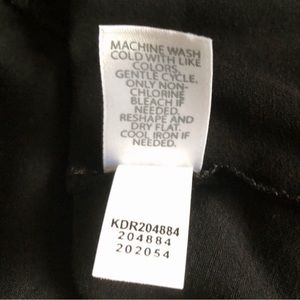 MACHINE WASH
COLD WITH LIKE
COLORS.
GENTLE CYCLE.
ONLY NON-
CHLORINE
BLEACH IF
NEEDED.
RESHAPE AND
DRY FLAT.
COOL IRON IF
NEEDED.
KDR204884
204884
202054